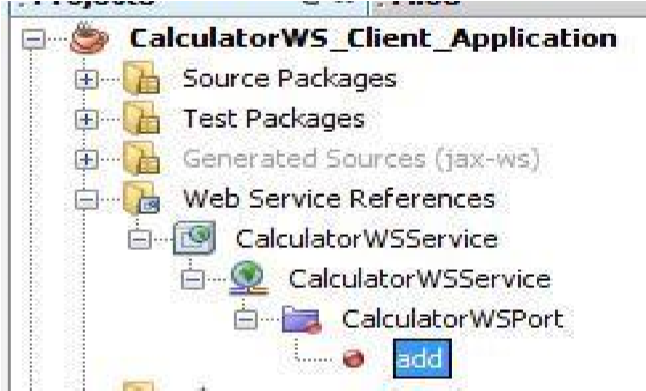 CalculatorWS_Client_Application
Source Packages
Test Packages
Generated Sources (jax-ws)
Web Service References
CalculatorWSService
CalculatorWSService
CalculatorWSPort
add